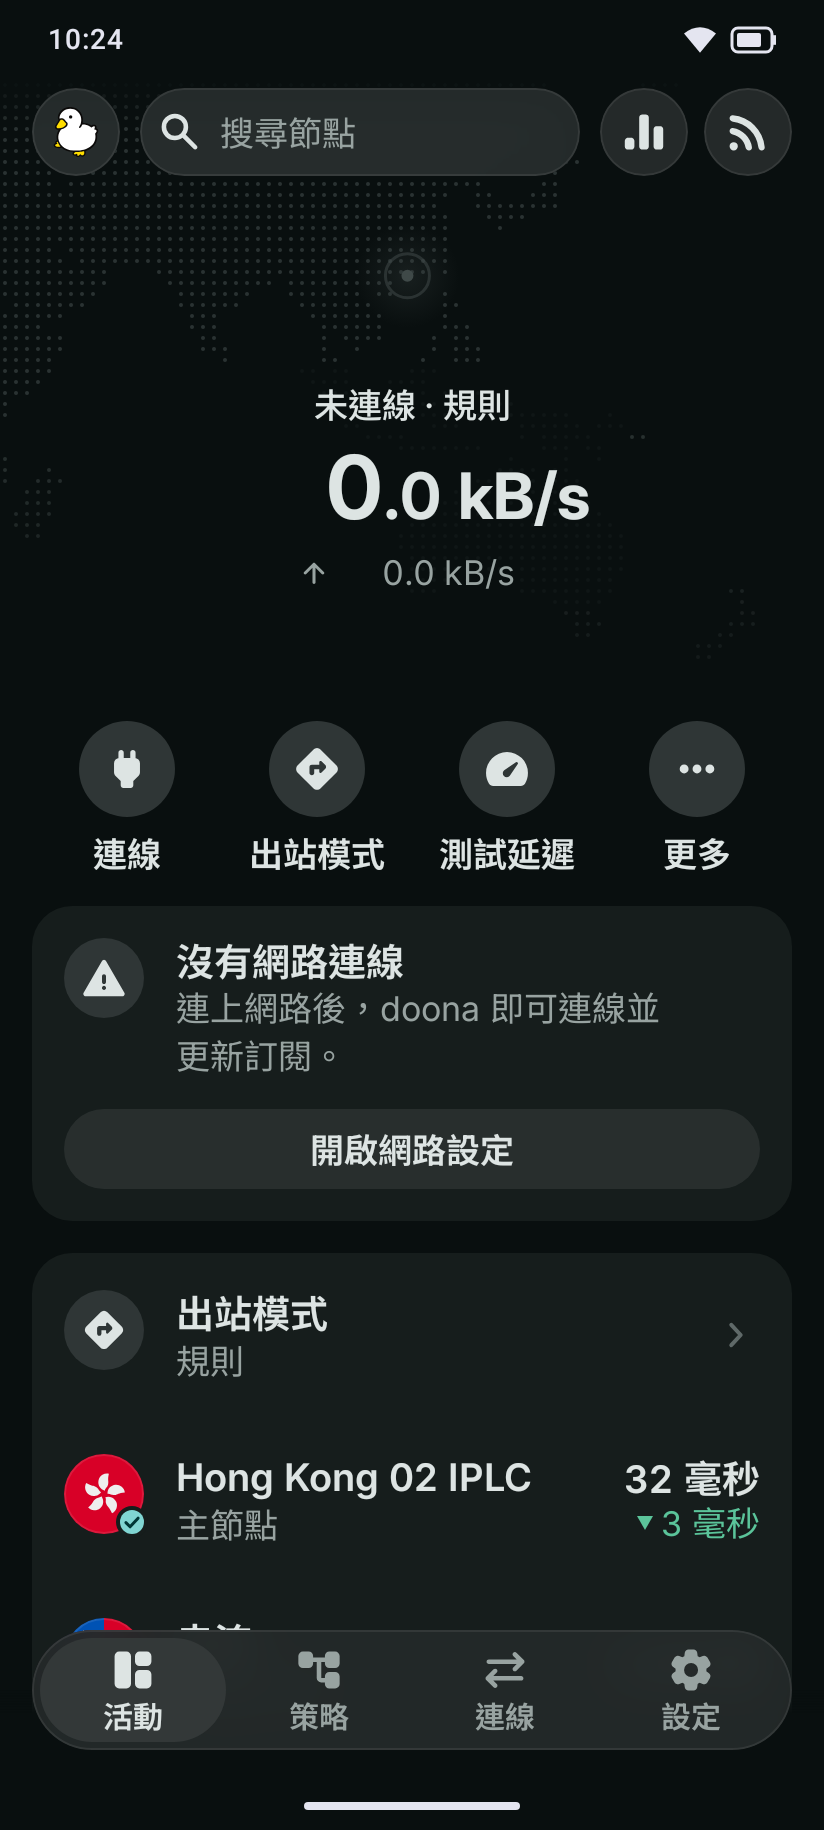 10:24
搜尋節點
未連線 · 規則
0.0 kB/s
↑ 0.0 kB/s
連線
出站模式
測試延遲
更多
沒有網路連線
連上網路後，doona 即可連線並
更新訂閱。
開啟網路設定
出站模式
規則
Hong Kong 02 IPLC
32 毫秒
主節點
▼3 毫秒
活動
策略
連線
設定